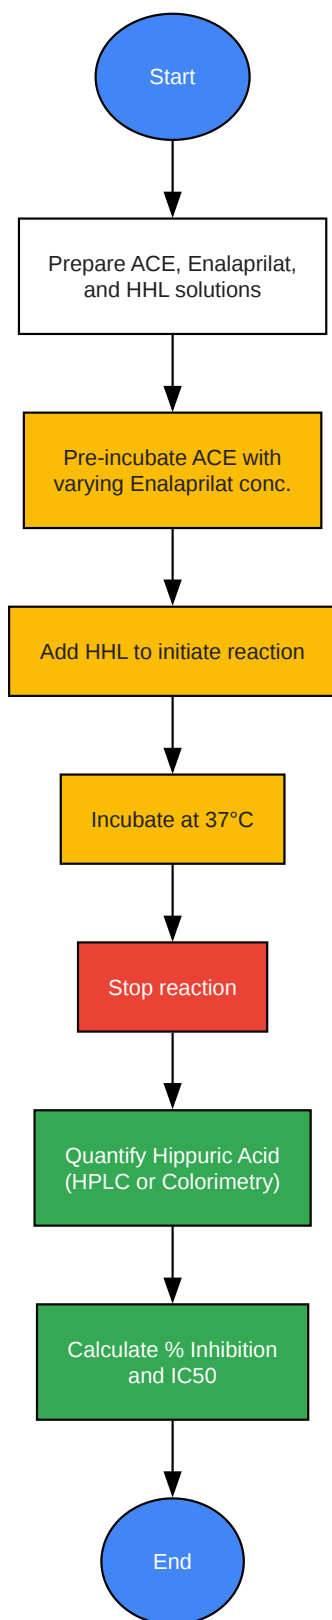 Start
Prepare ACE, Enalaprilat,
and HHL solutions
Pre-incubate ACE with
varying Enalaprilat conc.
Add HHL to initiate reaction
Incubate at 37°C
Stop reaction
Quantify Hippuric Acid
(HPLC or Colorimetry)
Calculate % Inhibition
and IC50
End